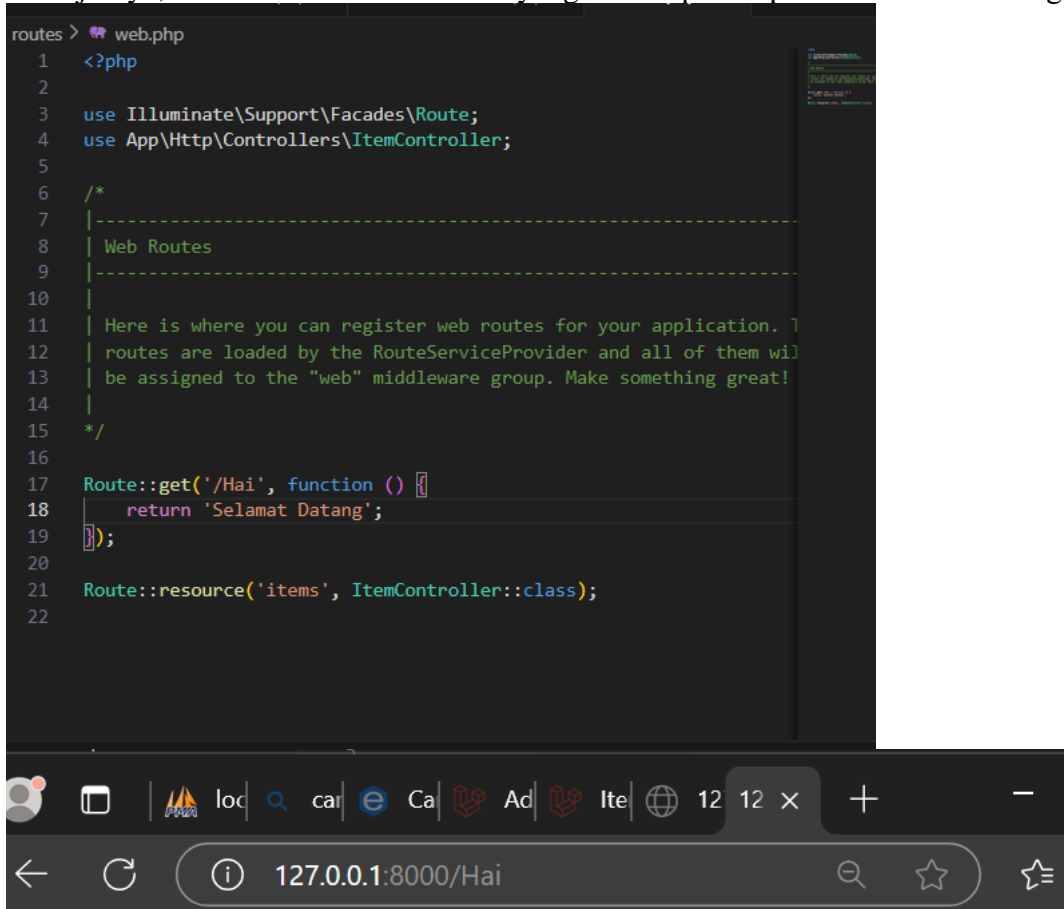 routes > web.php
1 <?php
2
3 use Illuminate\Support\Facades\Route;
4 use App\Http\Controllers\ItemController;
5
6 /*
7 |--------------------------------------------------------------------------
8 | Web Routes
9 |--------------------------------------------------------------------------
10 |
11 | Here is where you can register web routes for your application.
12 | routes are loaded by the RouteServiceProvider and all of them
13 | be assigned to the "web" middleware group. Make something great!
14 |
15 */
16
17 Route::get('/Hai', function () {
18 return 'Selamat Datang';
19 });
20
21 Route::resource('items', ItemController::class);
22
PMA loc car Ca Ad Ite 12 12
127.0.0.1:8000/Hai